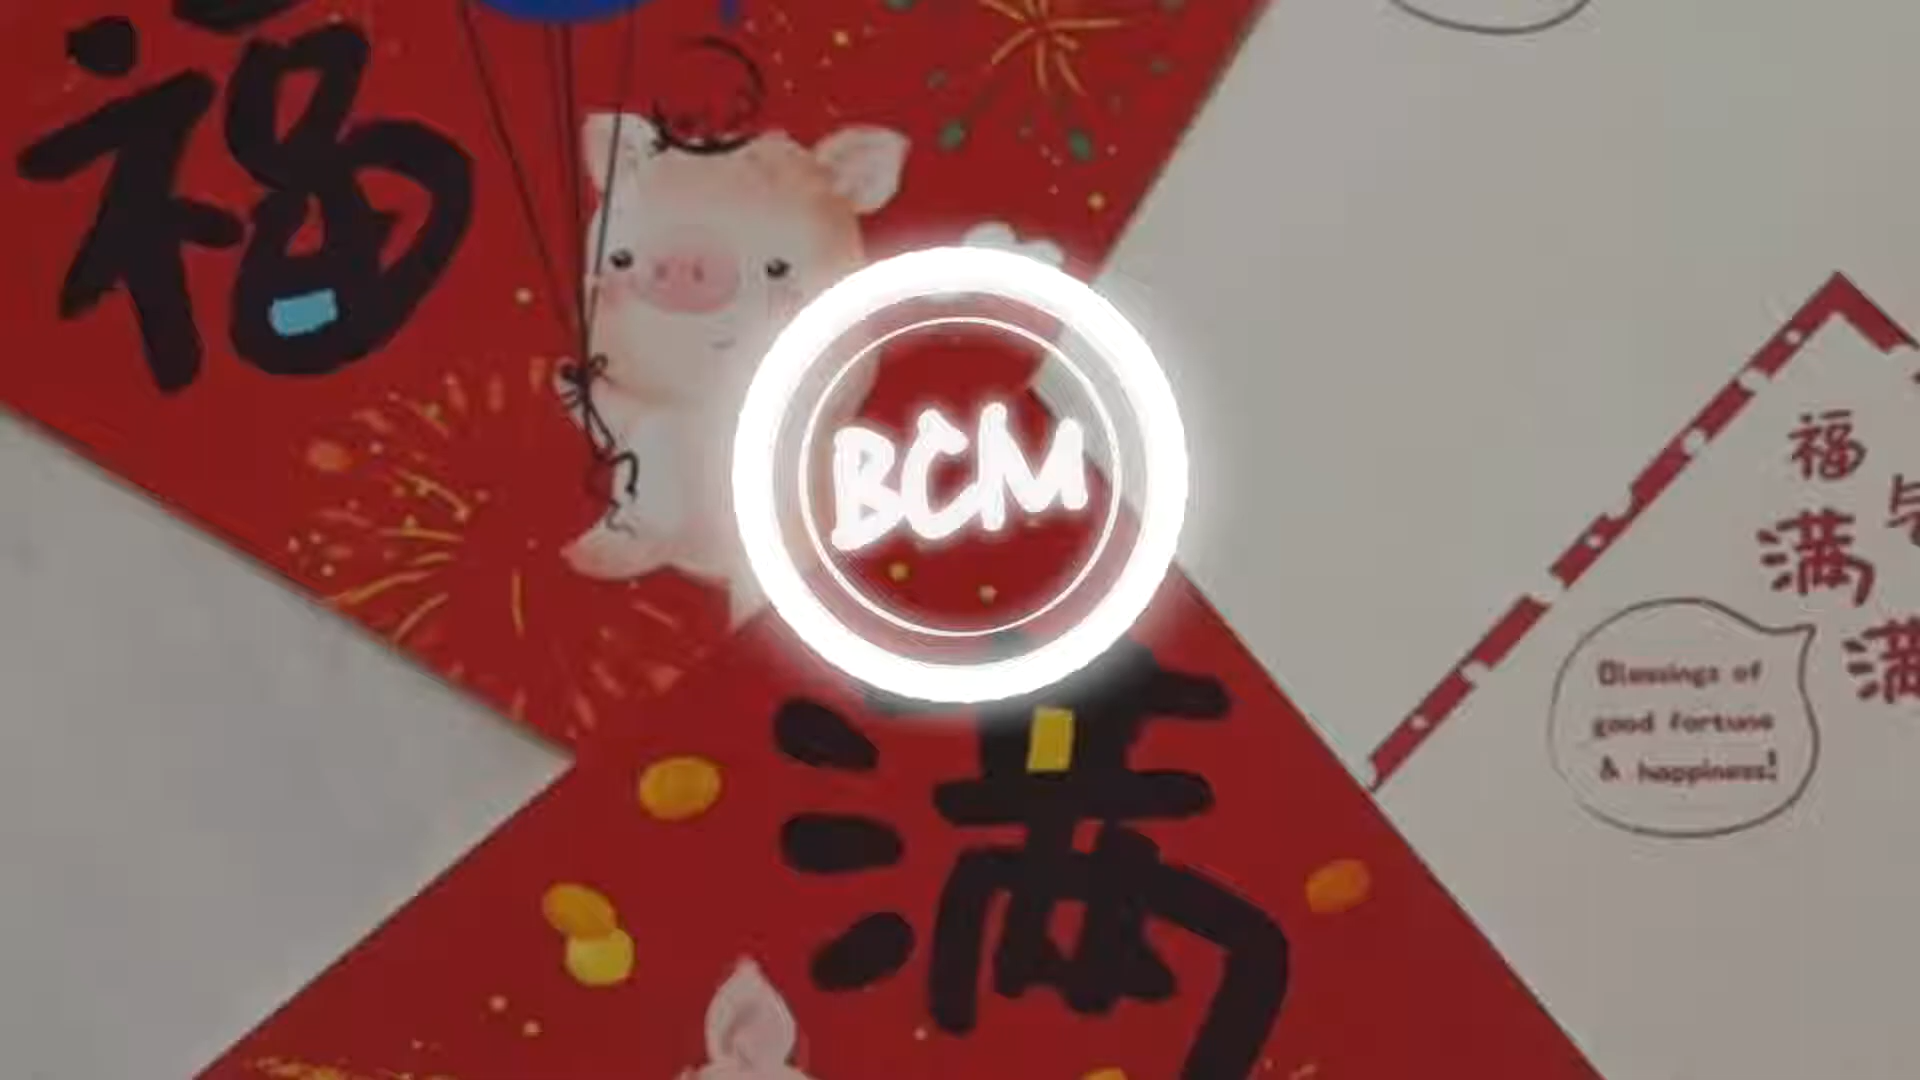 福
BCM
满
福
满
满
Blessings of
good fortune
& happiness!